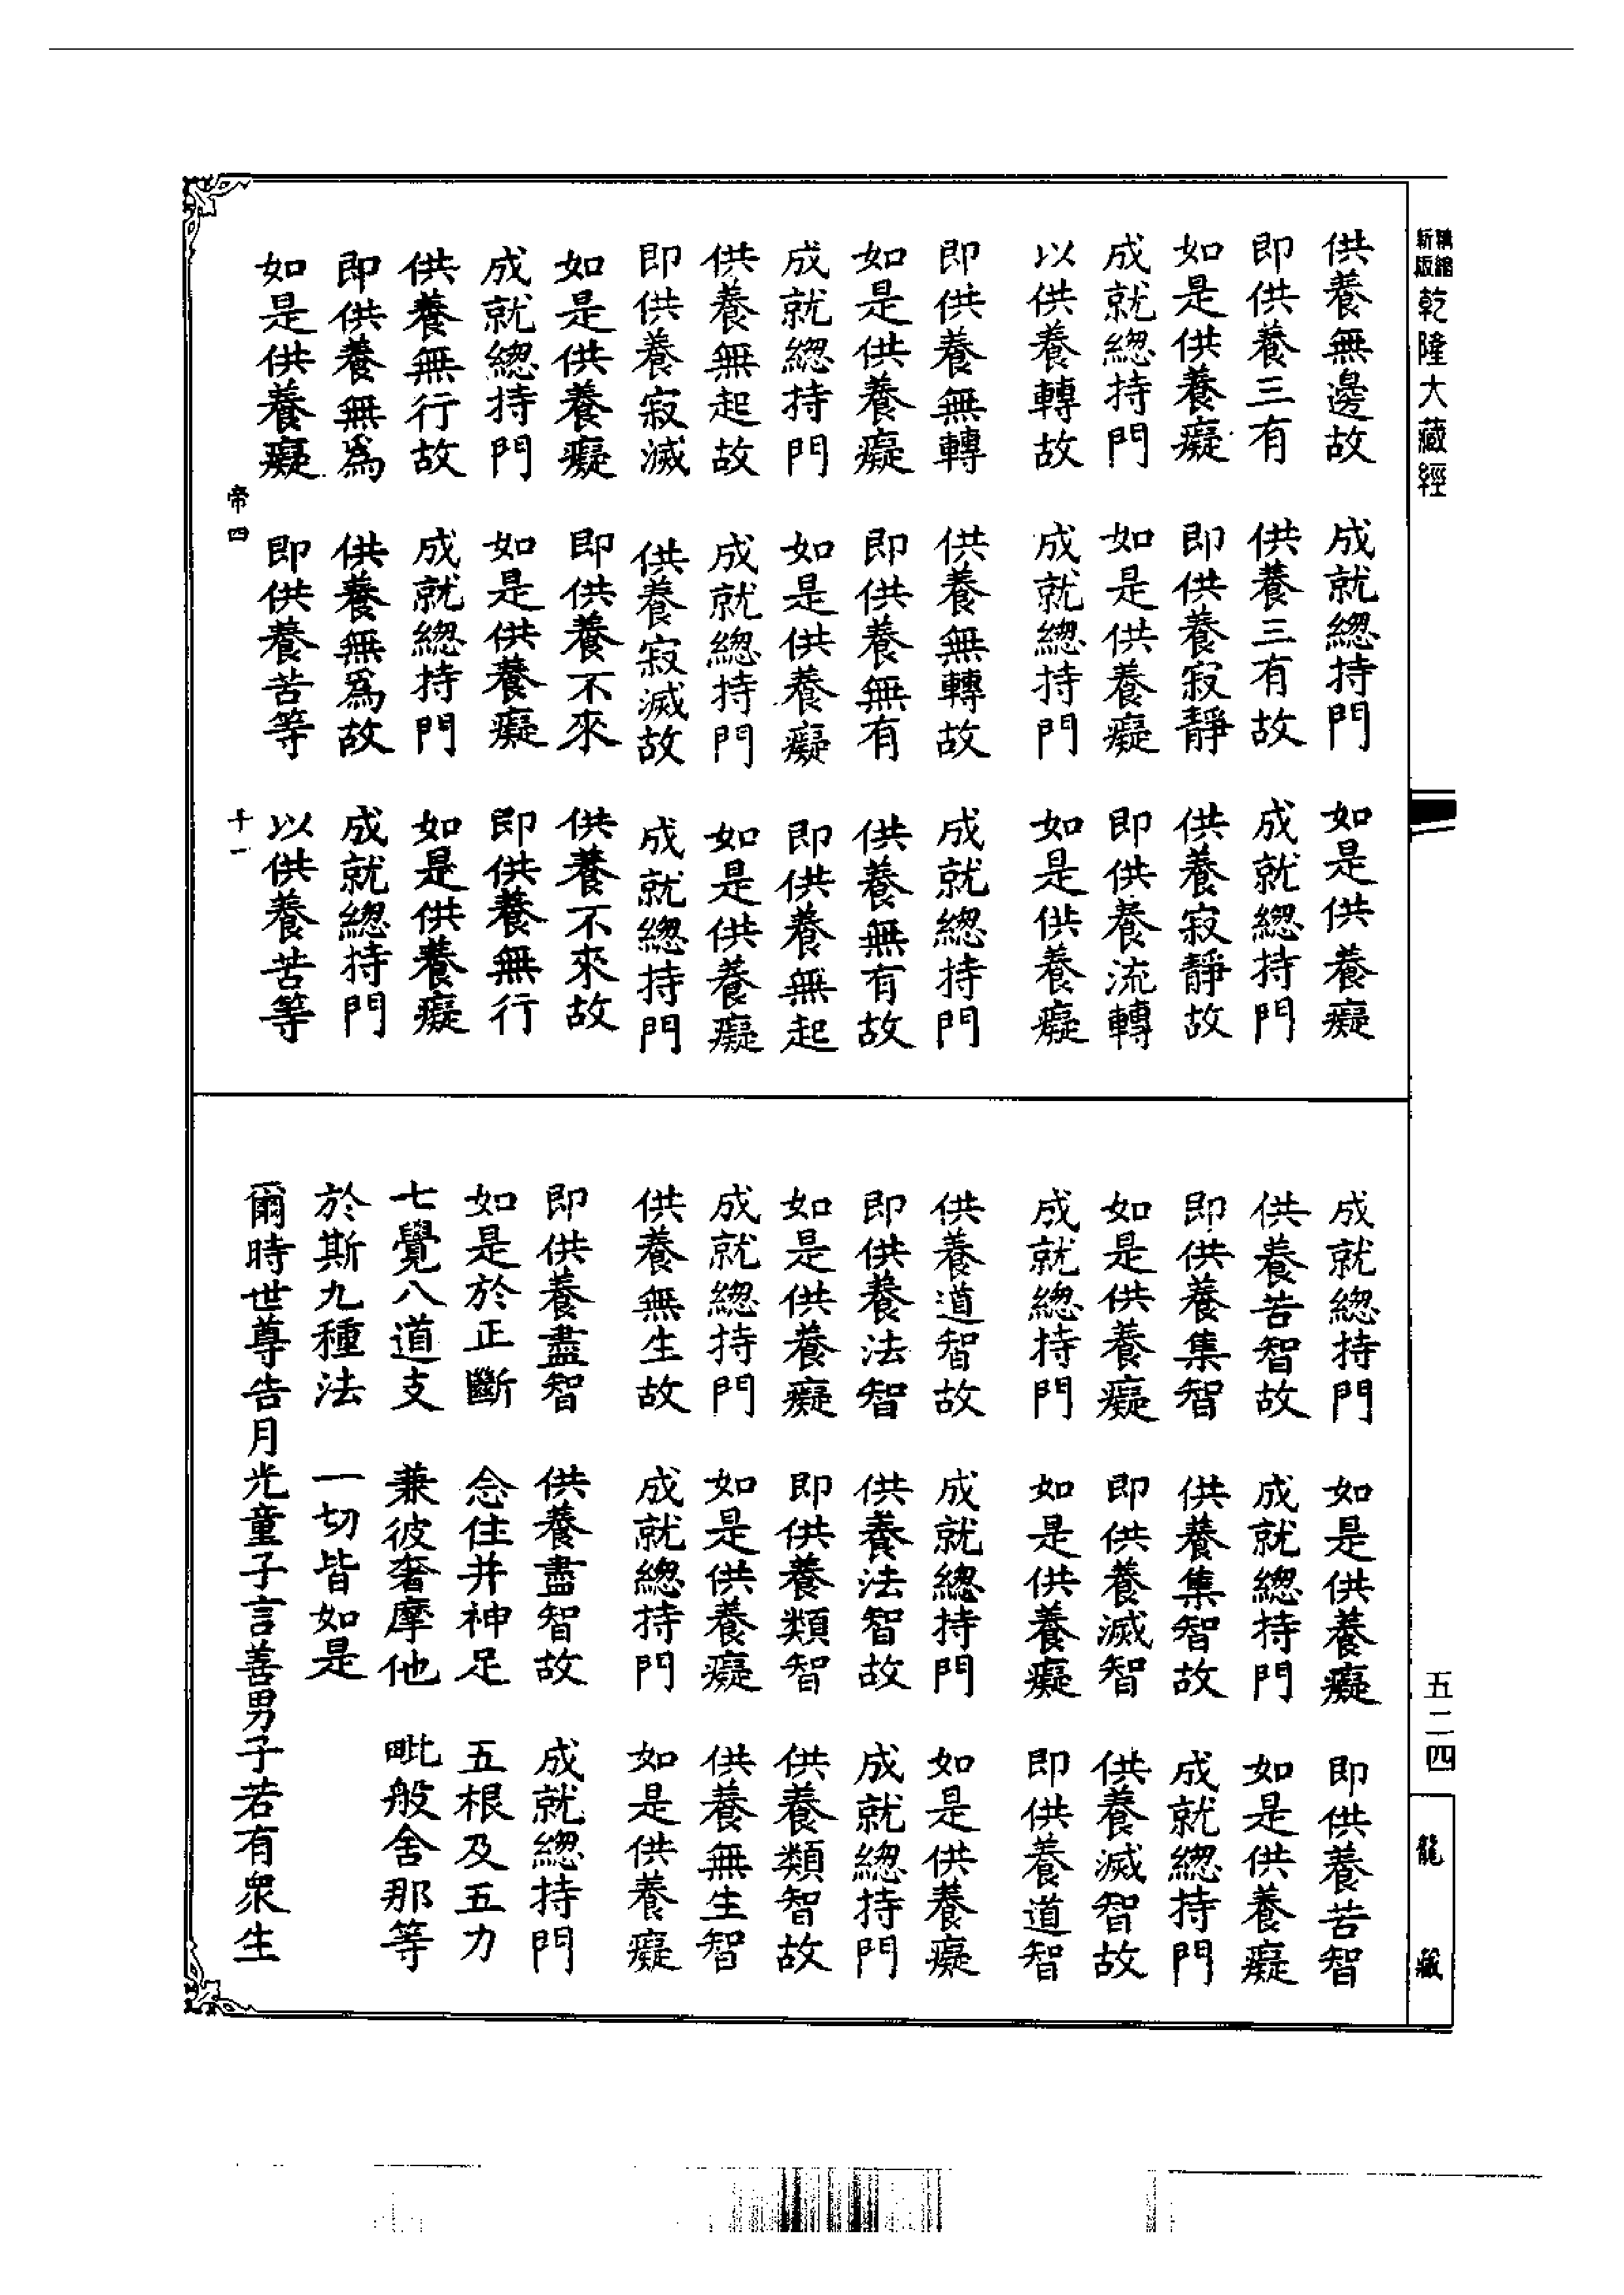 精縮新版乾隆大藏經
供養無邊故 成就總持門 如是供養癡
即供養三有 供養三有故 成就總持門
如是供養癡 即供養寂靜 供養寂靜故
成就總持門 如是供養癡 即供養流轉
以供養轉故 成就總持門 如是供養癡
即供養無轉 供養無轉故 成就總持門
如是供養癡 即供養無有 供養無有故
成就總持門 如是供養癡 即供養無起
供養無起故 成就總持門 如是供養癡
即供養寂滅 供養寂滅故 成就總持門
如是供養癡 即供養不來 供養不來故
成就總持門 如是供養癡 即供養無行
供養無行故 成就總持門 如是供養癡
即供養無為 供養無為故 成就總持門
如是供養癡 即供養苦等 以供養苦等
帝四 十一
成就總持門 如是供養癡 即供養苦智
供養苦智故 成就總持門 如是供養癡
即供養集智 供養集智故 成就總持門
如是供養癡 即供養滅智 供養滅智故
成就總持門 如是供養癡 即供養道智
供養道智故 成就總持門 如是供養癡
即供養法智 供養法智故 成就總持門
如是供養癡 即供養類智 供養類智故
成就總持門 如是供養癡 供養無生智
供養無生故 成就總持門 如是供養癡
即供養盡智 供養盡智故 成就總持門
如是於正斷 念住并神足 五根及五力
七覺八道支 兼彼奢摩他 毗般舍那等
於斯九種法 一切皆如是
爾時世尊告月光童子言善男子若有衆生
五二四
龍藏